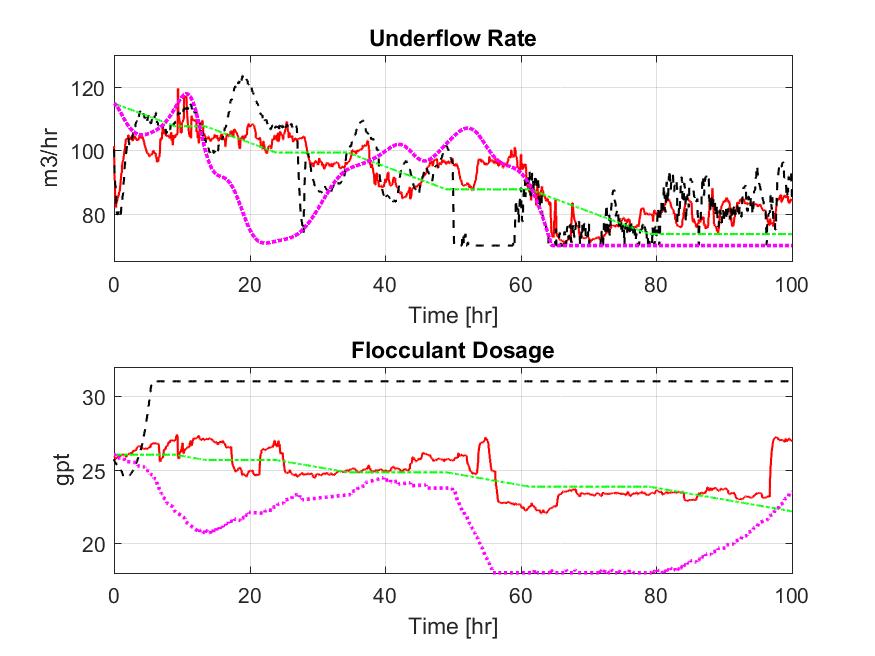 Underflow Rate
120
100
80
m3/hr
0 20 40 60 80 100
Time [hr]
Flocculant Dosage
30
25
20
gpt
0 20 40 60 80 100
Time [hr]